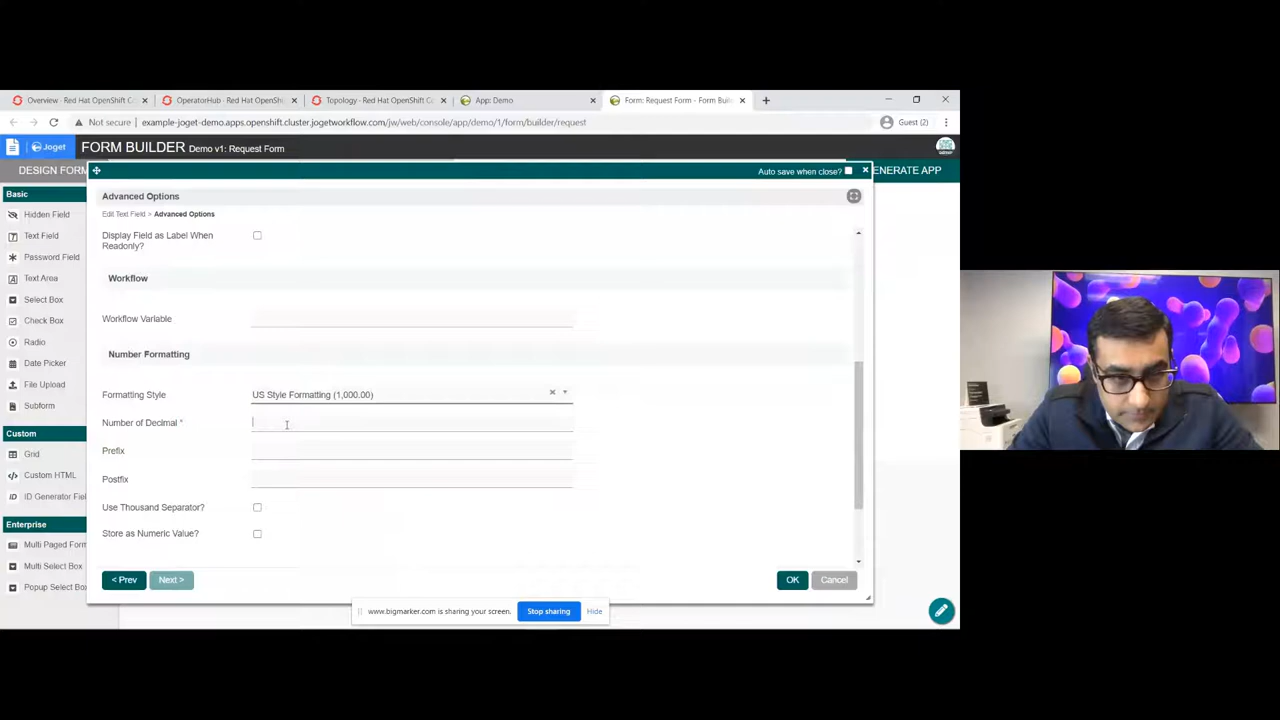 Overview · Red Hat OpenShift Co
OperatorHub · Red Hat OpenShi
Topology · Red Hat OpenShift Co
App: Demo
Form: Request Form - Form Buil
Not secure
example-joget-demo.apps.openshift.cluster.jogetworkflow.com/jw/web/console/app/demo/1/form/builder/request
Guest (2)
Joget
FORM BUILDER Demo v1: Request Form
DESIGN FORM
Auto save when close?
ENERATE APP
Basic
Hidden Field
Text Field
Password Field
Text Area
Select Box
Check Box
Radio
Date Picker
File Upload
Subform
Custom
Grid
Custom HTML
ID Generator Fiel
Enterprise
Multi Paged Form
Multi Select Box
Popup Select Box
Advanced Options
Edit Text Field > Advanced Options
Display Field as Label When
Readonly?
Workflow
Workflow Variable
Number Formatting
Formatting Style
US Style Formatting (1,000.00)
Number of Decimal *
Prefix
Postfix
Use Thousand Separator?
Store as Numeric Value?
< Prev
Next >
OK
Cancel
www.bigmarker.com is sharing your screen.
Stop sharing
Hide